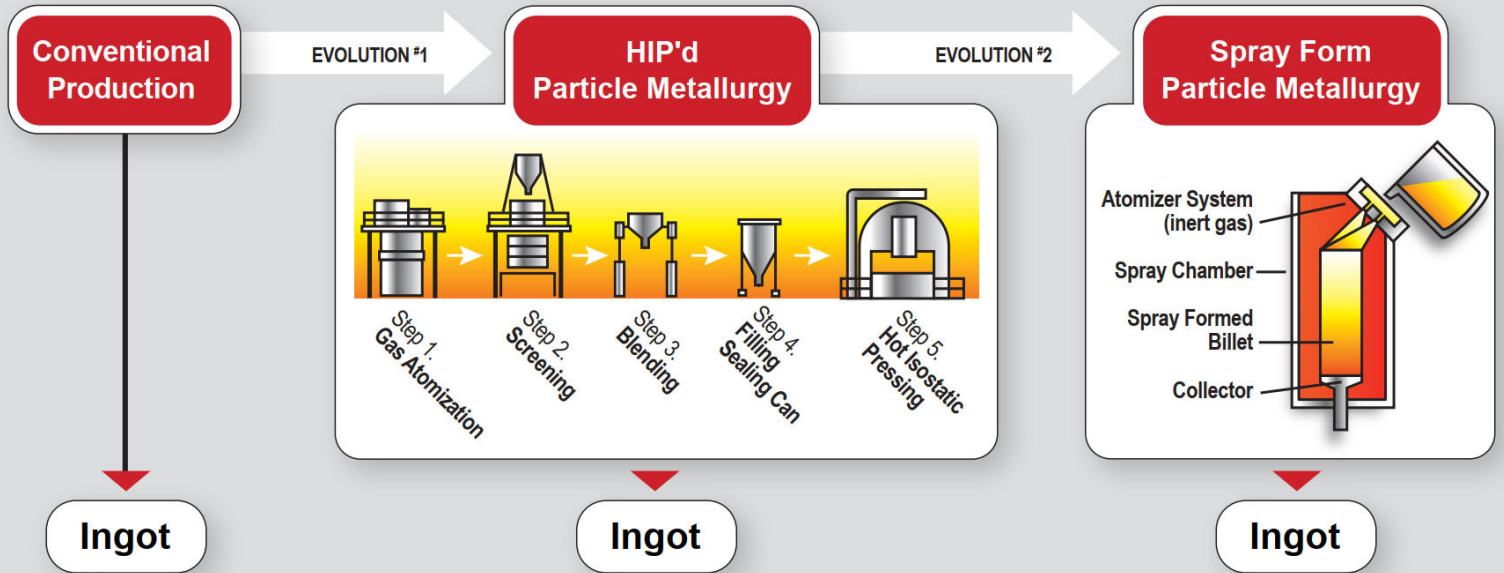 Conventional
Production
EVOLUTION #1
HIP'd
Particle Metallurgy
EVOLUTION #2
Spray Form
Particle Metallurgy
Step 1.
Gas Atomization
Step 2.
Screening
Step 3.
Blending
Step 4.
Filling
Sealing Can
Step 5.
Hot Isostatic
Pressing
Atomizer System
(inert gas)
Spray Chamber
Spray Formed
Billet
Collector
Ingot
Ingot
Ingot